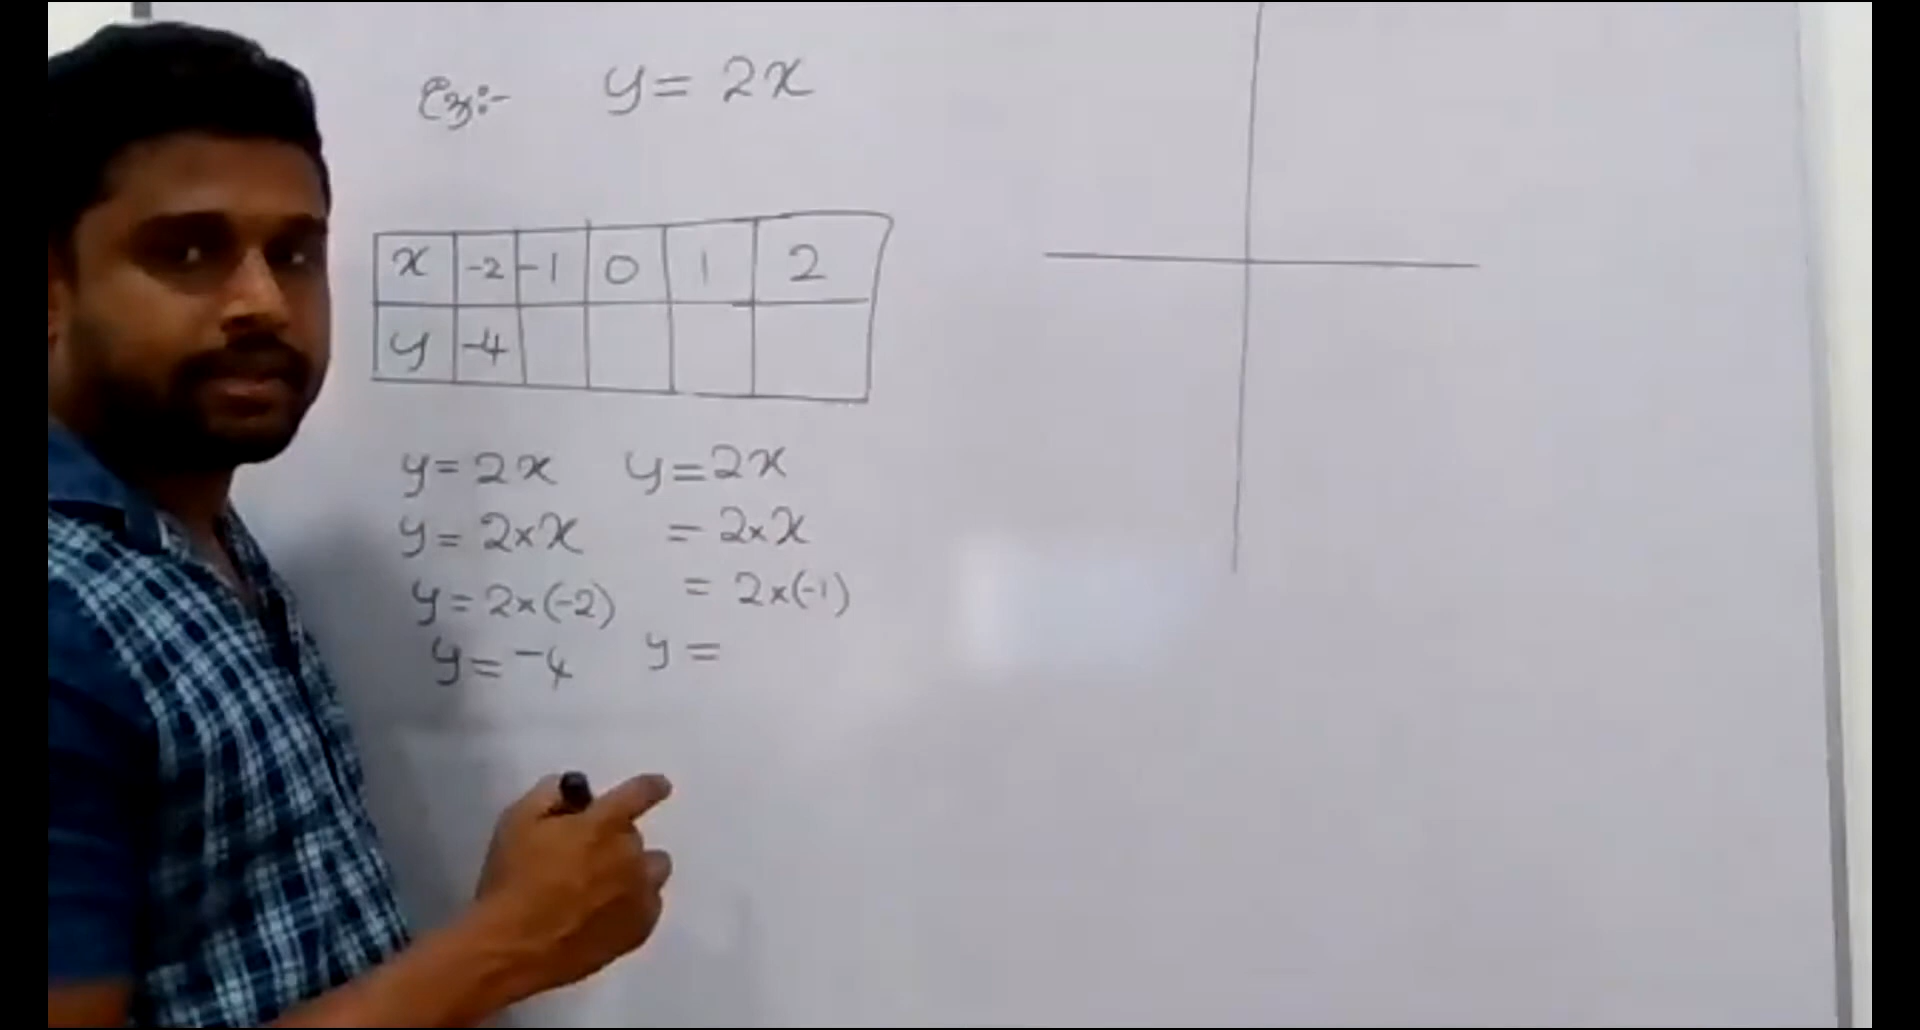 උදා:- y = 2x
x -2 -1 0 1 2
y -4
y = 2x y = 2x
y = 2×x = 2×x
y = 2×(-2) = 2×(-1)
y = -4 y =